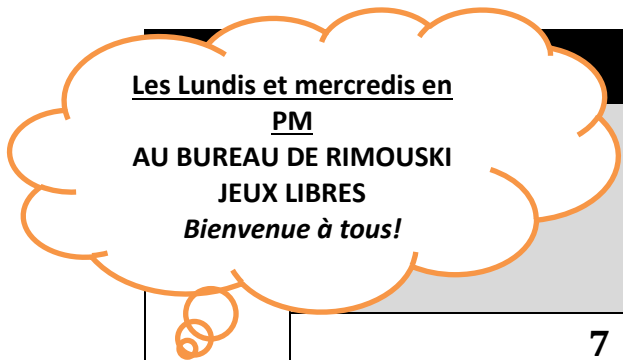 Les Lundis et mercredis en
PM
AU BUREAU DE RIMOUSKI
JEUX LIBRES
Bienvenue à tous!
7